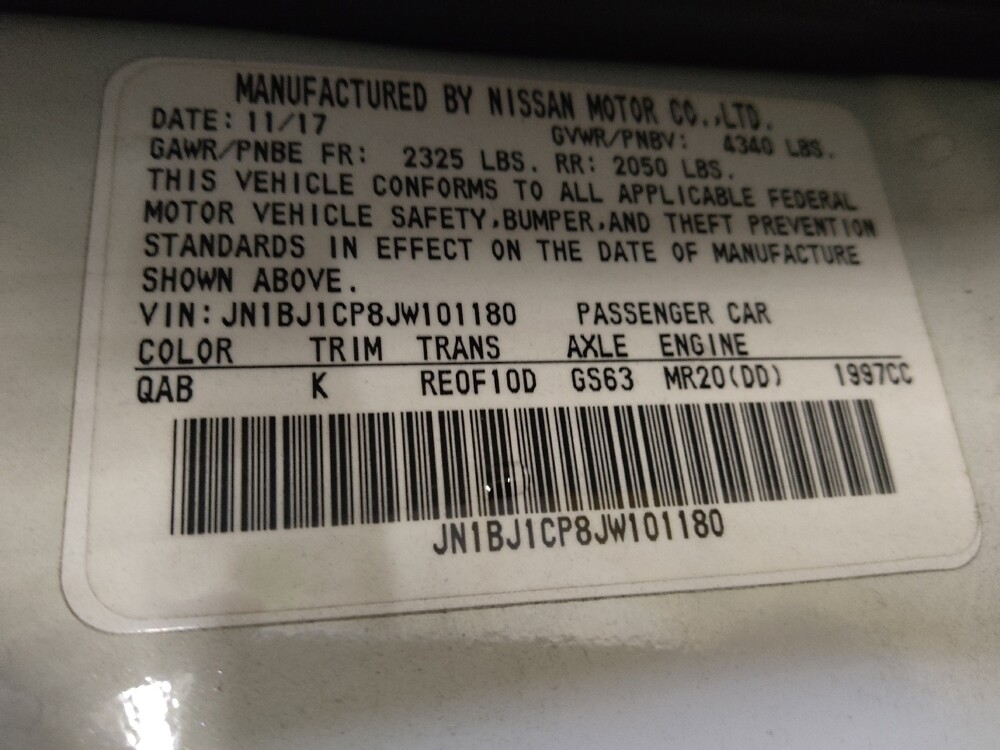 MANUFACTURED BY NISSAN MOTOR CO.,LTD.
DATE: 11/17 GVWR/PNBV: 4340 LBS.
GAWR/PNBE FR: 2325 LBS. RR: 2050 LBS.
THIS VEHICLE CONFORMS TO ALL APPLICABLE FEDERAL
MOTOR VEHICLE SAFETY,BUMPER,AND THEFT PREVENTION
STANDARDS IN EFFECT ON THE DATE OF MANUFACTURE
SHOWN ABOVE.
VIN:JN1BJ1CP8JW101180 PASSENGER CAR
COLOR TRIM TRANS AXLE ENGINE
QAB K RE0F10D GS63 MR20(DD) 1997CC
JN1BJ1CP8JW101180